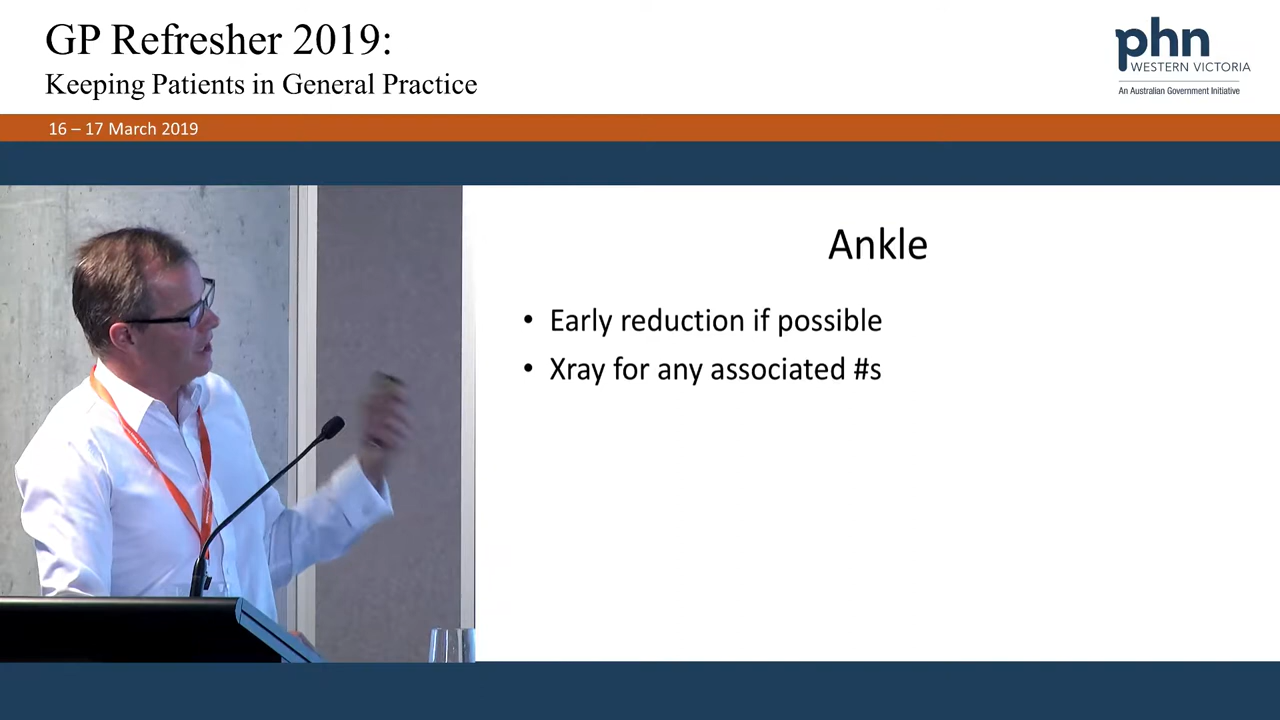 GP Refresher 2019:
Keeping Patients in General Practice
phn
WESTERN VICTORIA
An Australian Government Initiative
16 – 17 March 2019
Ankle
• Early reduction if possible
• Xray for any associated #s